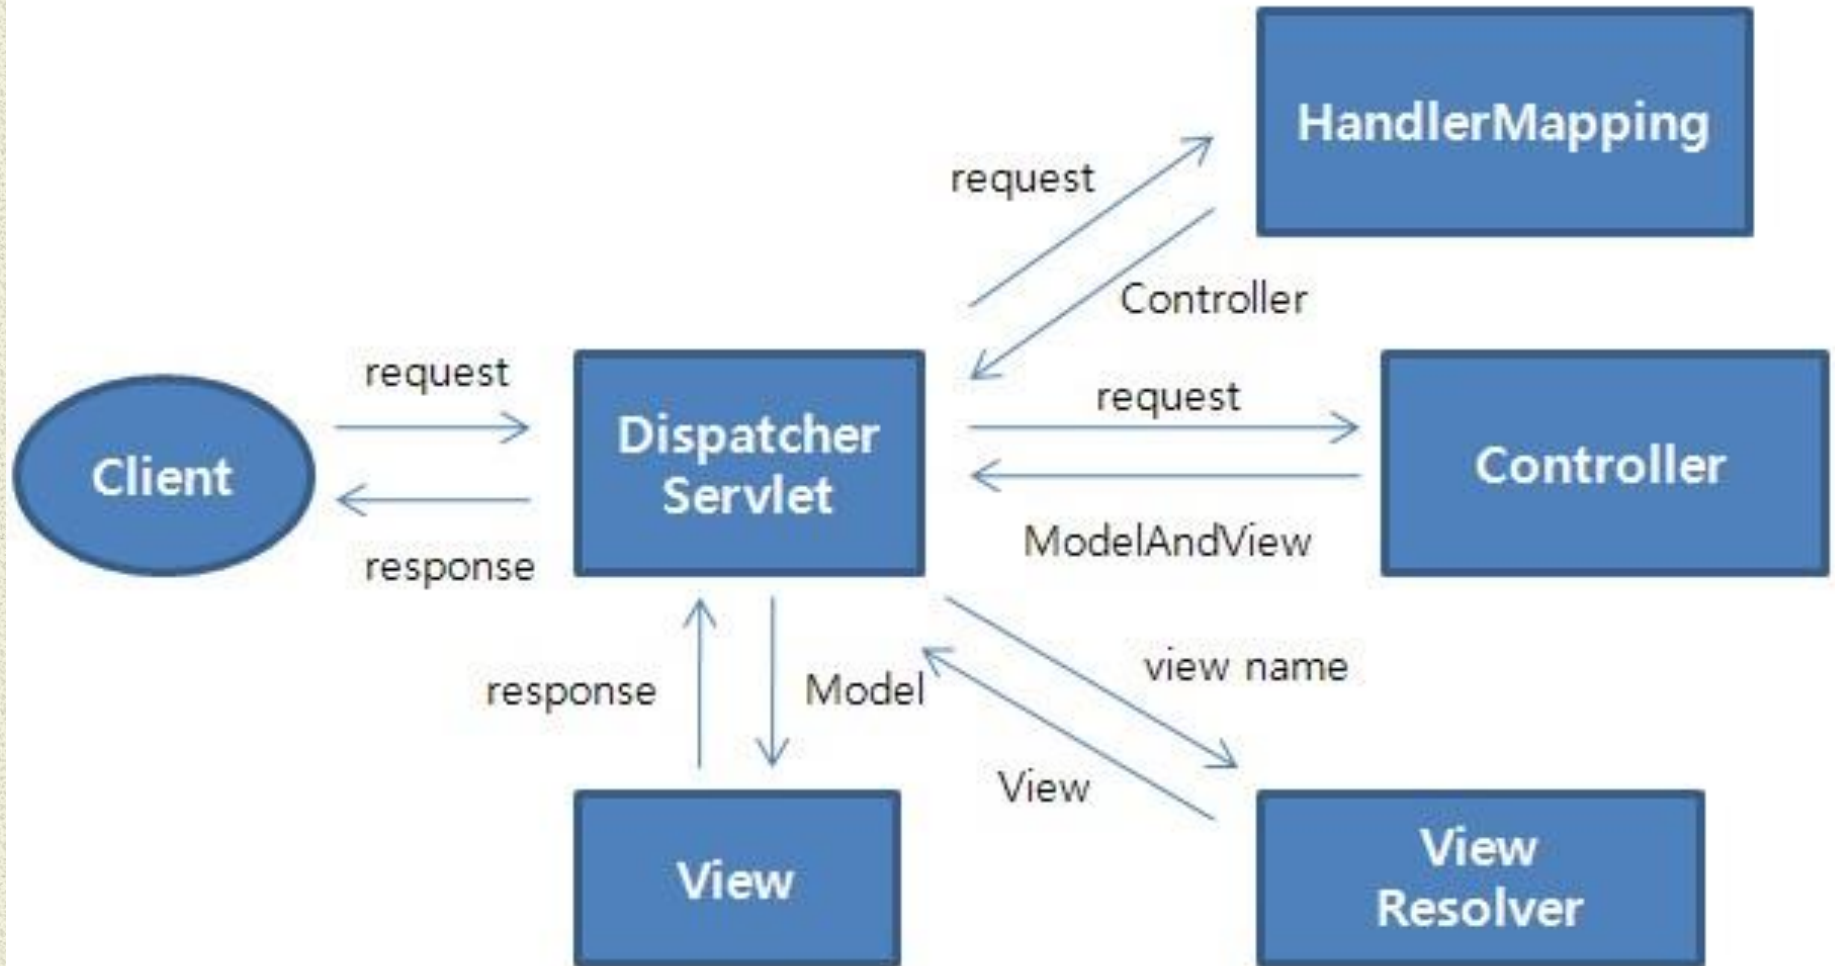 HandlerMapping
request
Controller
request
request
Dispatcher
Servlet
Client
Controller
ModelAndView
response
view name
response
Model
View
View
View
Resolver